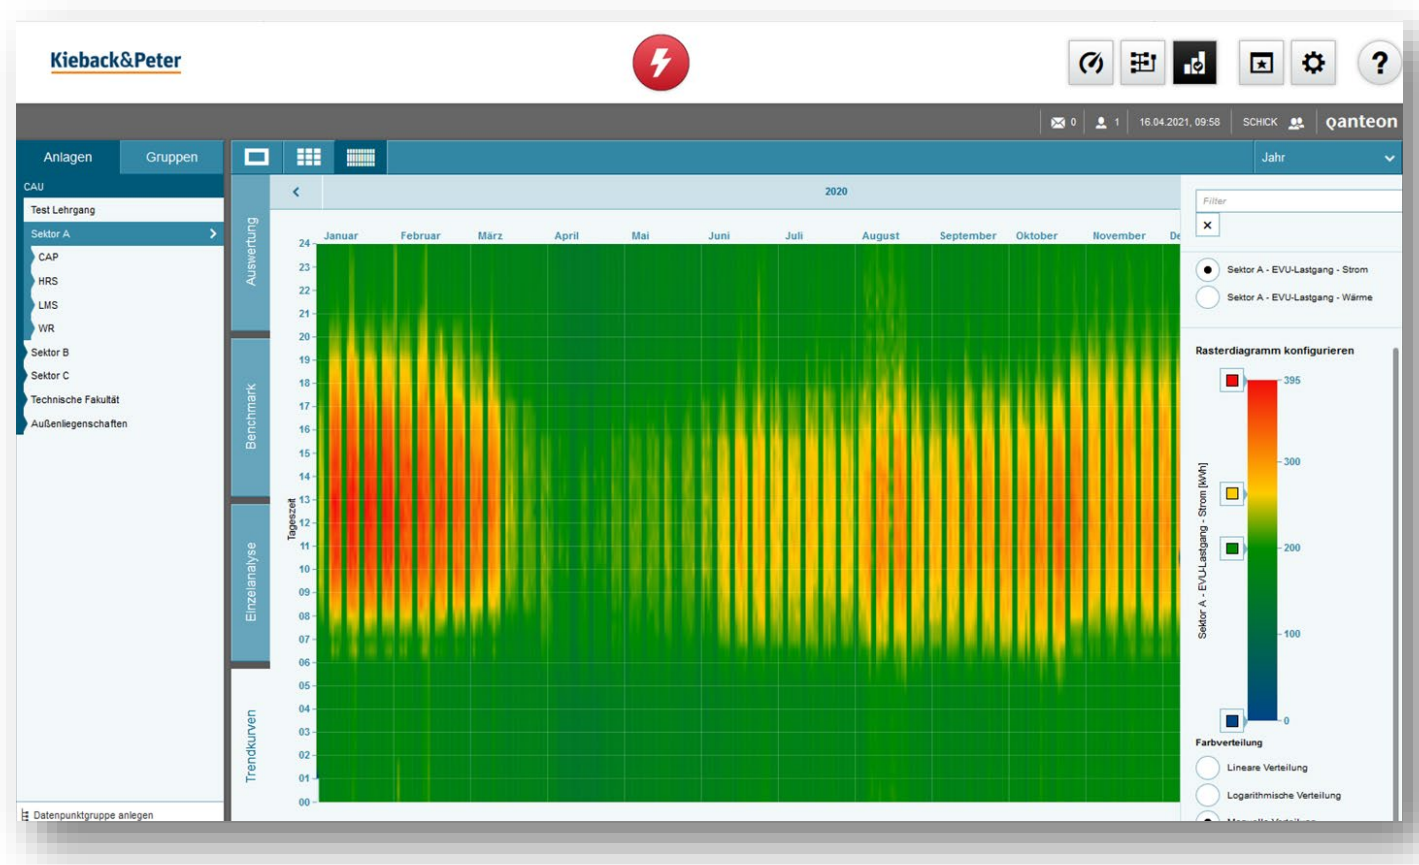 Kieback&Peter
?
0
1
16.04.2021, 09:58
SCHICK
Qanteon
Anlagen
Gruppen
Jahr
CAU
Test Lehrgang
Sektor A
CAP
HRS
LMS
WR
Sektor B
Sektor C
Technische Fakultät
Außenliegenschaften
Datenpunktgruppe anlegen
Auswertung
Benchmark
Einzelanalyse
Trendkurven
2020
Januar Februar März April Mai Juni Juli August September Oktober November De
24
23
22
21
20
19
18
17
16
15
14
13
12
11
10
09
08
07
06
05
04
03
02
01
00
Tageszeit
Filter
Sektor A - EVU-Lastgang - Strom
Sektor A - EVU-Lastgang - Wärme
Rasterdiagramm konfigurieren
395
300
200
100
0
Sektor A - EVU-Lastgang - Strom [kWh]
Farbverteilung
Lineare Verteilung
Logarithmische Verteilung